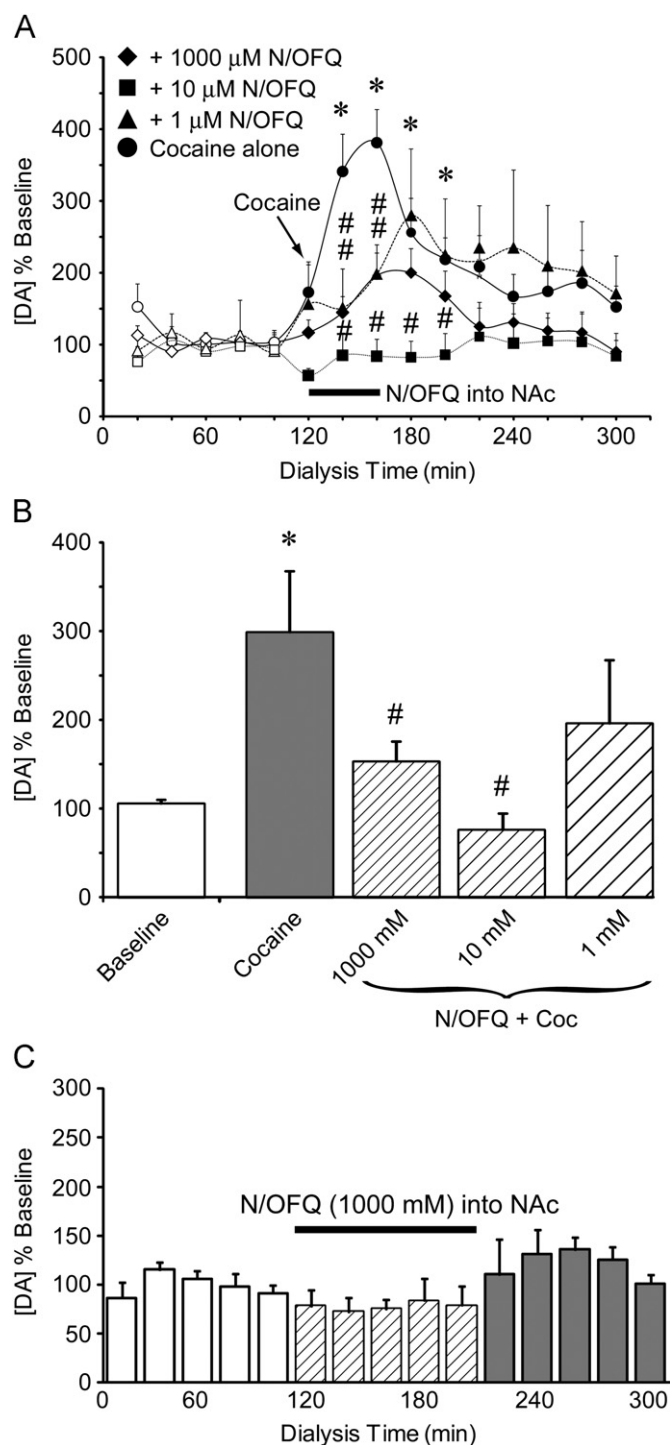 A
[DA] % Baseline
500
400
300
200
100
0
+ 1000 μM N/OFQ
+ 10 μM N/OFQ
+ 1 μM N/OFQ
Cocaine alone
Cocaine
* * * *
# #
# #
# # # #
N/OFQ into NAc
0 60 120 180 240 300
Dialysis Time (min)
B
[DA] % Baseline
400
300
200
100
0
*
# #
Baseline Cocaine 1000 mM 10 mM 1 mM
N/OFQ + Coc
C
[DA] % Baseline
300
250
200
150
100
50
0
N/OFQ (1000 mM) into NAc
0 60 120 180 240 300
Dialysis Time (min)